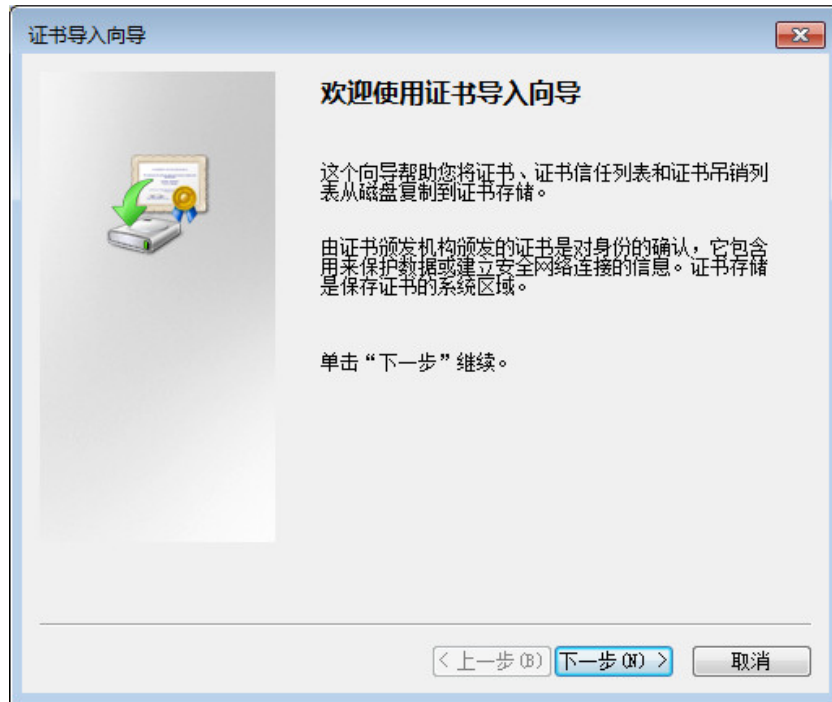 证书导入向导
欢迎使用证书导入向导
这个向导帮助您将证书、证书信任列表和证书吊销列
表从磁盘复制到证书存储。
由证书颁发机构颁发的证书是对身份的确认，它包含
用来保护数据或建立安全网络连接的信息。证书存储
是保存证书的系统区域。
单击“下一步”继续。
< 上一步(B) 下一步(N) > 取消